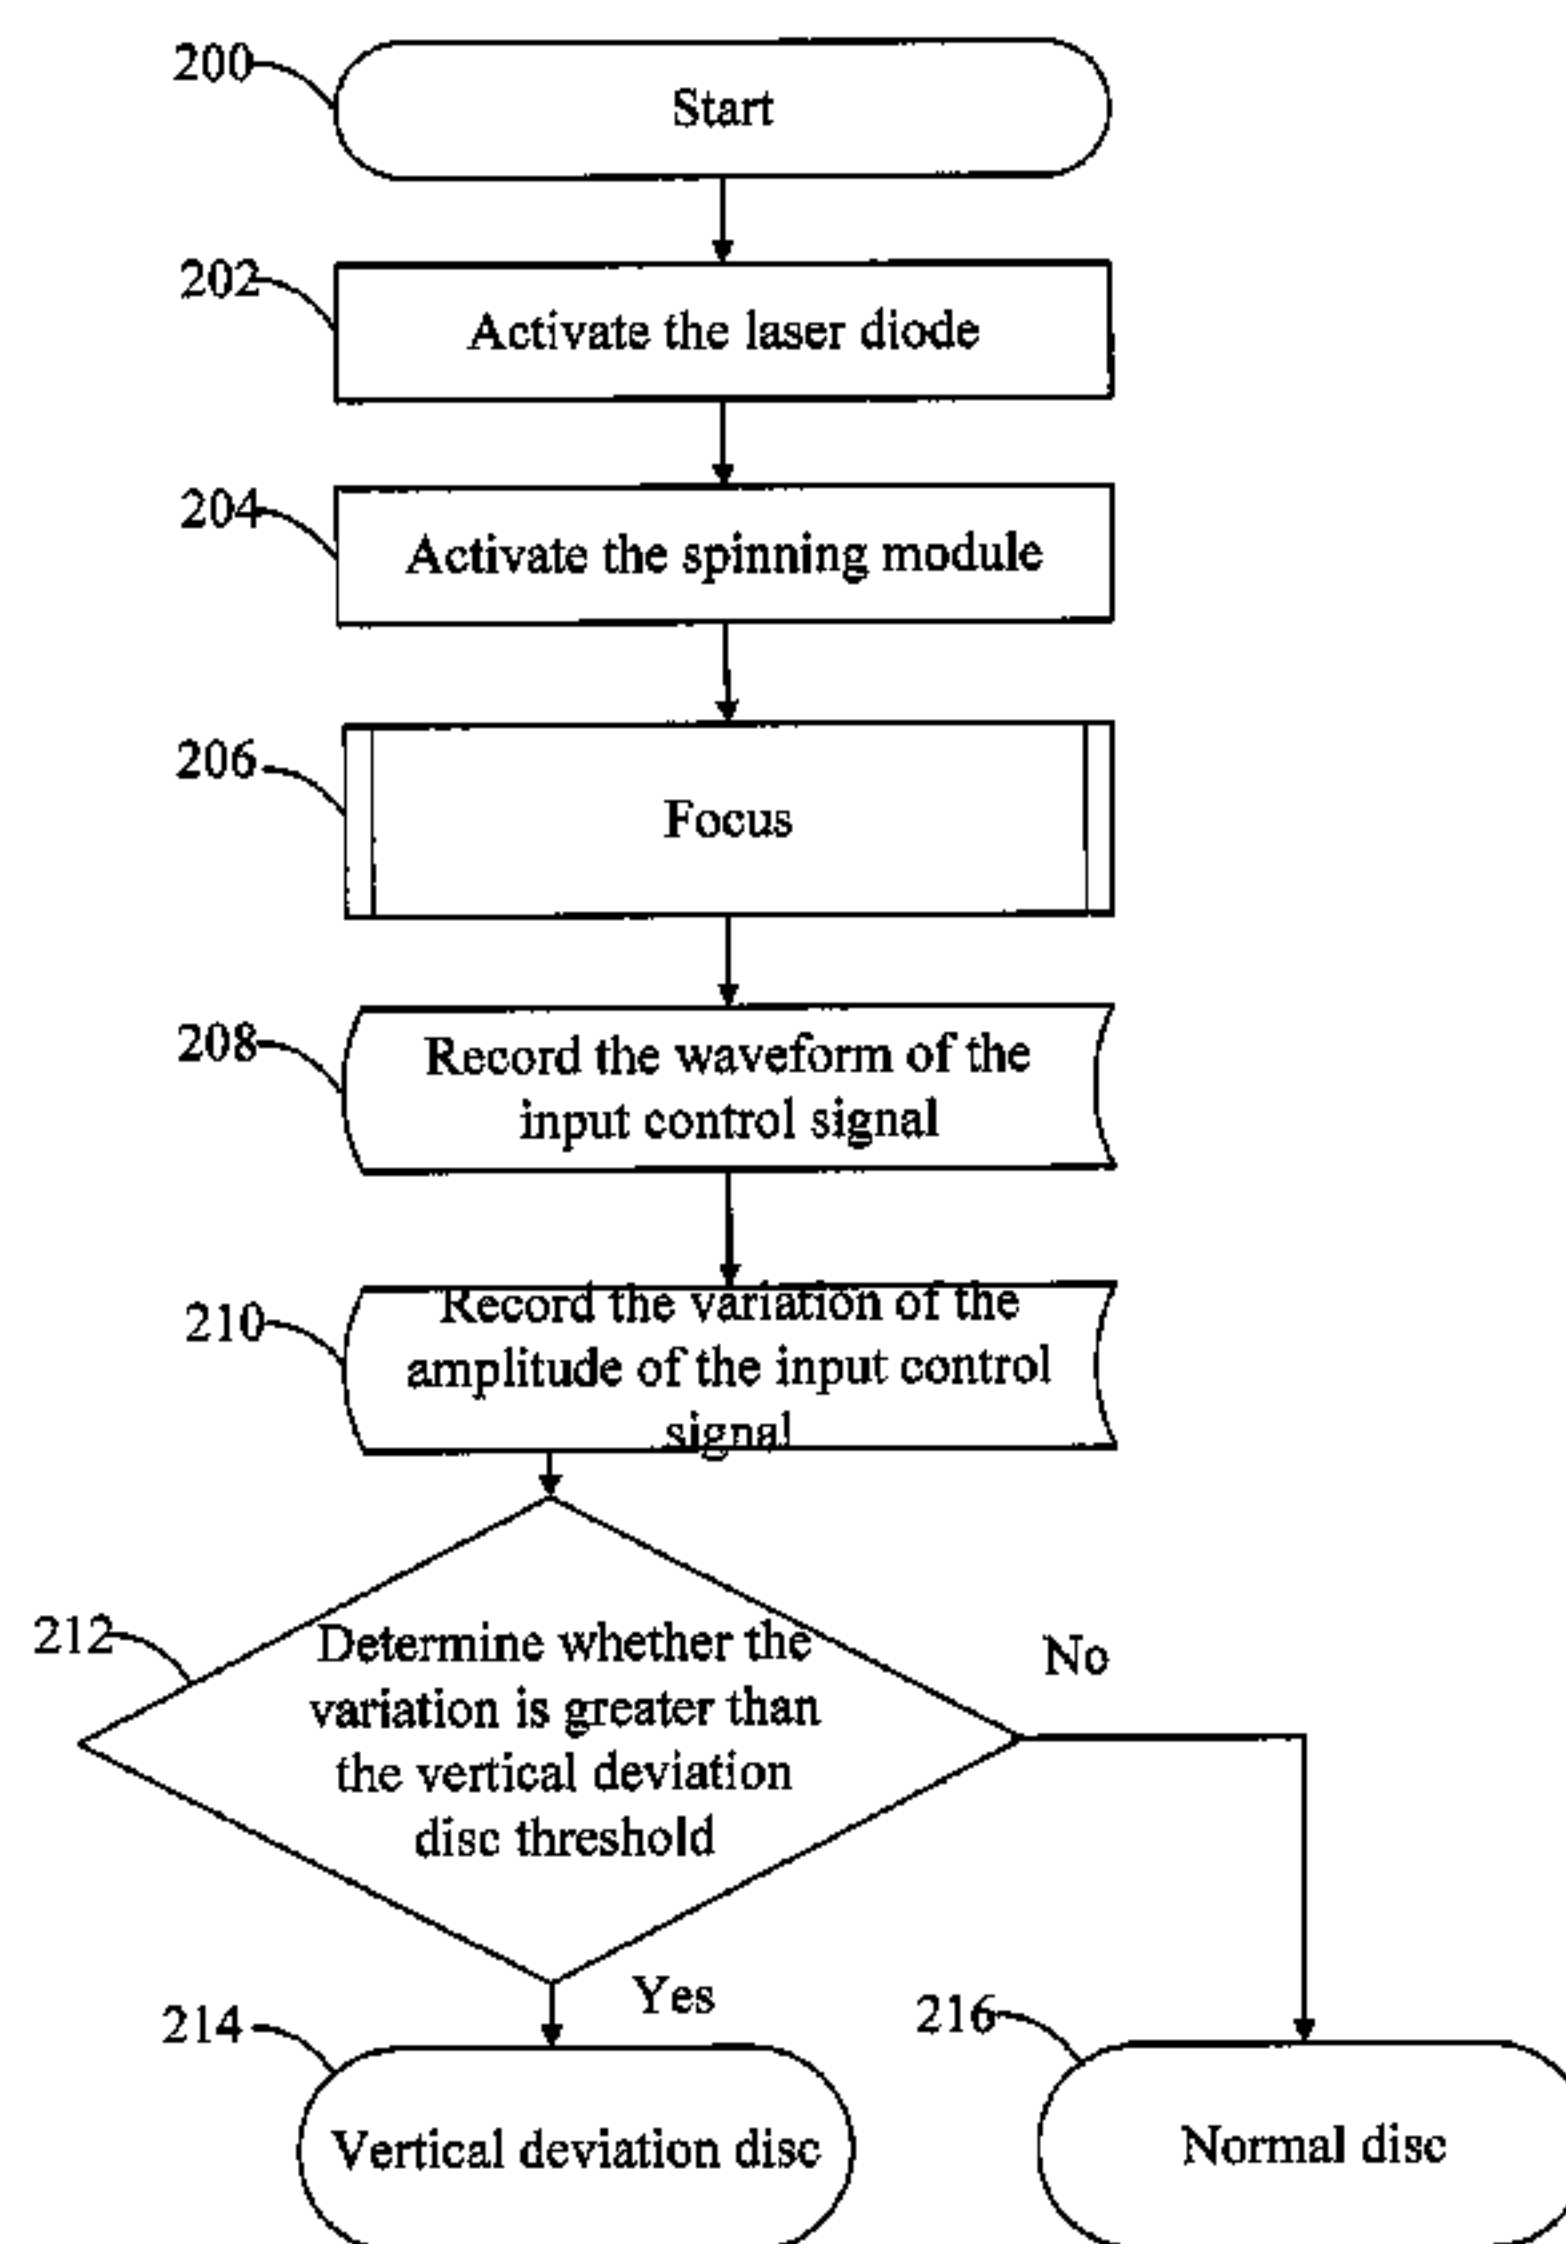 200
Start
202
Activate the laser diode
204
Activate the spinning module
206
Focus
208
Record the waveform of the
input control signal
210
Record the variation of the
amplitude of the input control
signal
212
Determine whether the
variation is greater than
the vertical deviation
disc threshold
No
Yes
214
Vertical deviation disc
216
Normal disc